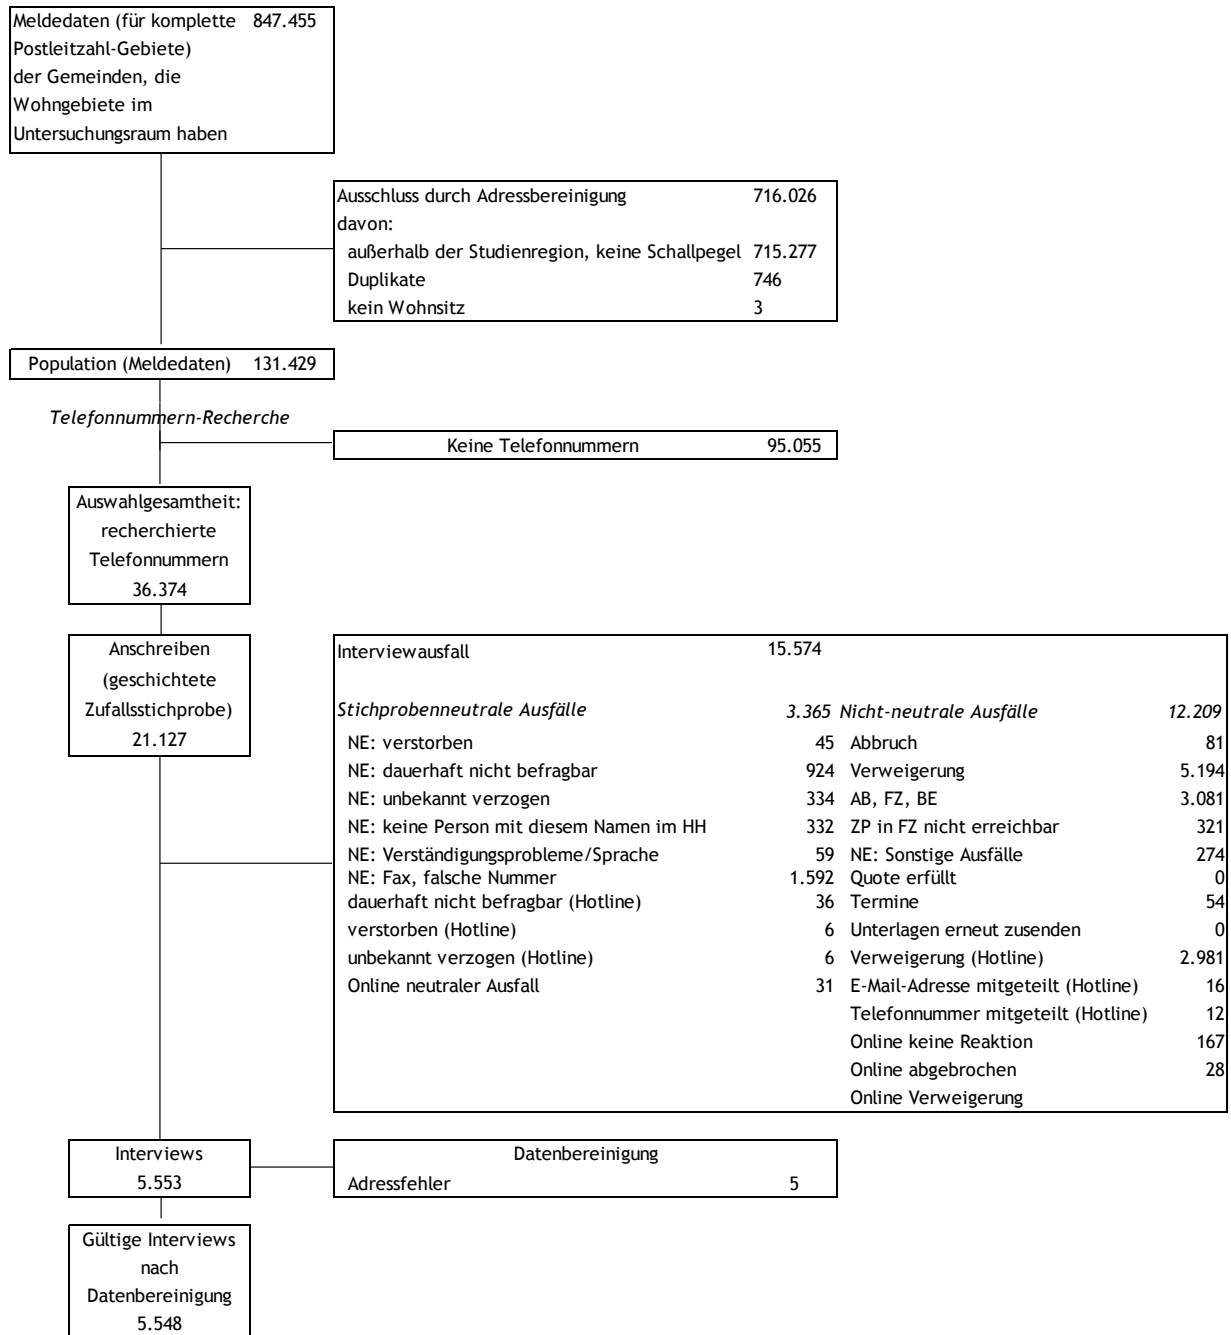 Meldedaten (für komplette 847.455
Postleitzahl-Gebiete)
der Gemeinden, die
Wohngebiete im
Untersuchungsraum haben
Ausschluss durch Adressbereinigung 716.026
davon:
außerhalb der Studienregion, keine Schallpegel 715.277
Duplikate 746
kein Wohnsitz 3
Population (Meldedaten) 131.429
Telefonnummern-Recherche
Keine Telefonnummern 95.055
Auswahlgesamtheit:
recherchierte
Telefonnummern
36.374
Anschreiben
(geschichtete
Zufallsstichprobe)
21.127
Interviewausfall 15.574
Stichprobenneutrale Ausfälle 3.365 Nicht-neutrale Ausfälle 12.209
NE: verstorben 45 Abbruch 81
NE: dauerhaft nicht befragbar 924 Verweigerung 5.194
NE: unbekannt verzogen 334 AB, FZ, BE 3.081
NE: keine Person mit diesem Namen im HH 332 ZP in FZ nicht erreichbar 321
NE: Verständigungsprobleme/Sprache 59 NE: Sonstige Ausfälle 274
NE: Fax, falsche Nummer 1.592 Quote erfüllt 0
dauerhaft nicht befragbar (Hotline) 36 Termine 54
verstorben (Hotline) 6 Unterlagen erneut zusenden 0
unbekannt verzogen (Hotline) 6 Verweigerung (Hotline) 2.981
Online neutraler Ausfall 31 E-Mail-Adresse mitgeteilt (Hotline) 16
Telefonnummer mitgeteilt (Hotline) 12
Online keine Reaktion 167
Online abgebrochen 28
Online Verweigerung
Interviews
5.553
Datenbereinigung
Adressfehler 5
Gültige Interviews
nach
Datenbereinigung
5.548